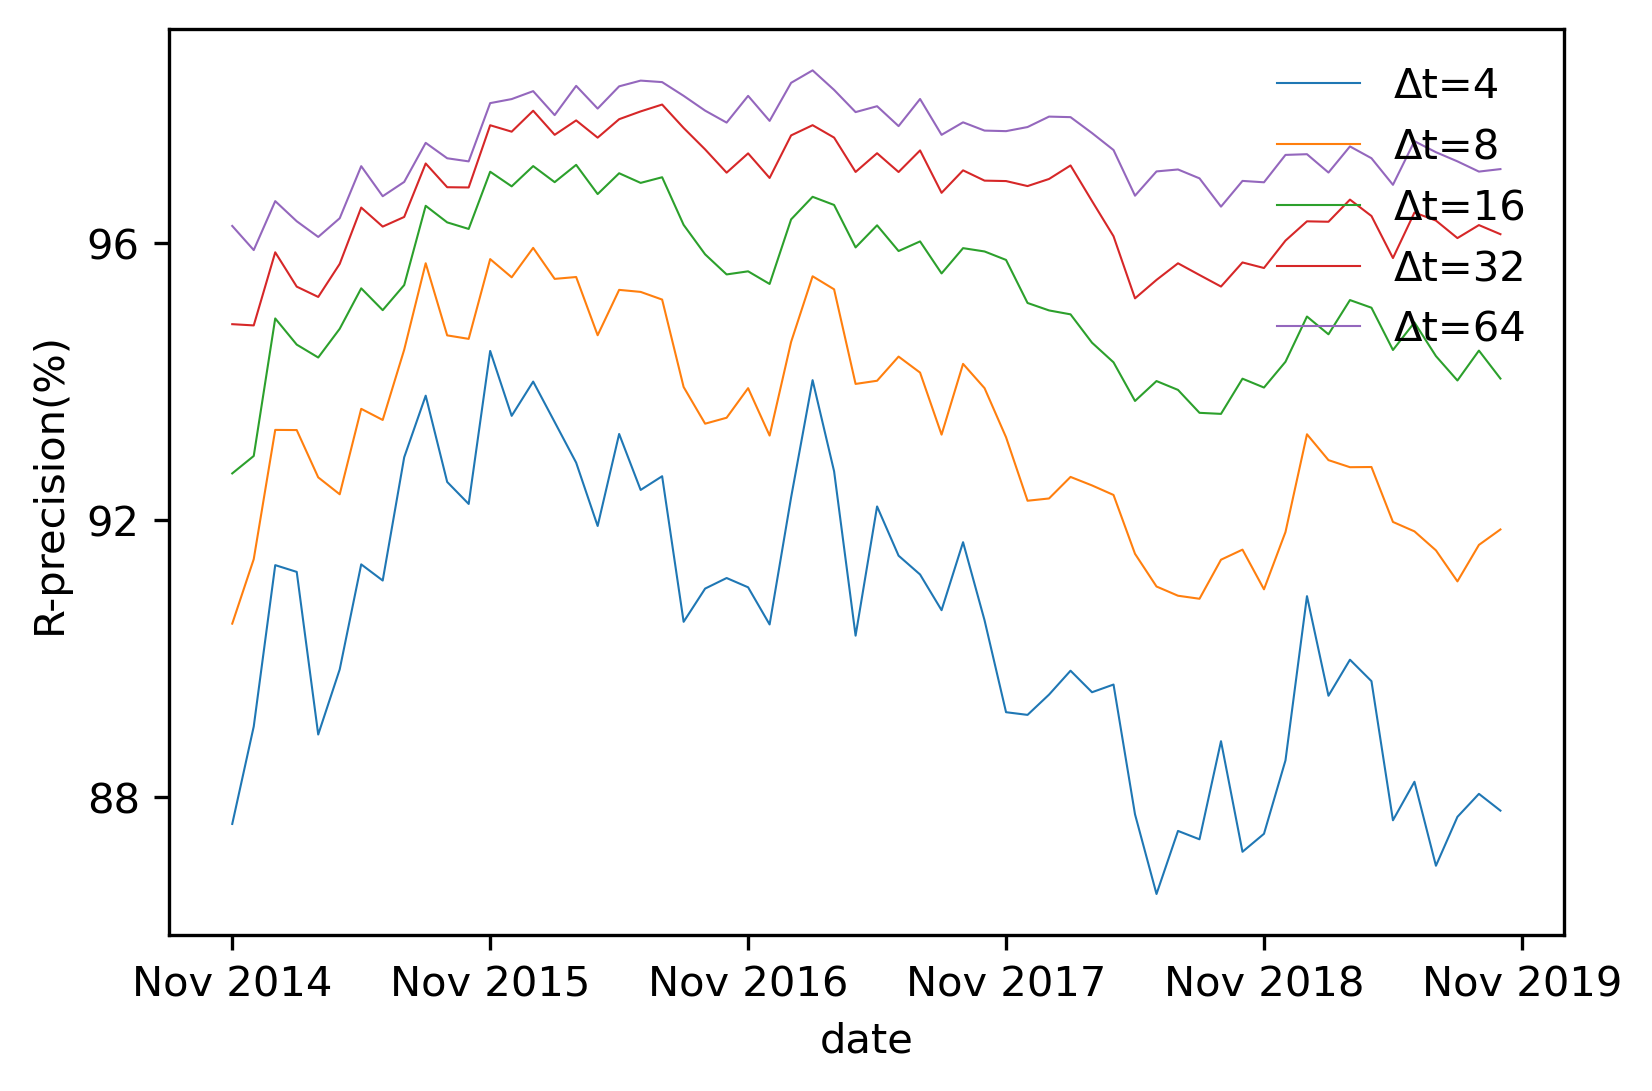 Δt=4
Δt=8
Δt=16
Δt=32
Δt=64
96
92
88
R-precision(%)
Nov 2014 Nov 2015 Nov 2016 Nov 2017 Nov 2018 Nov 2019
date